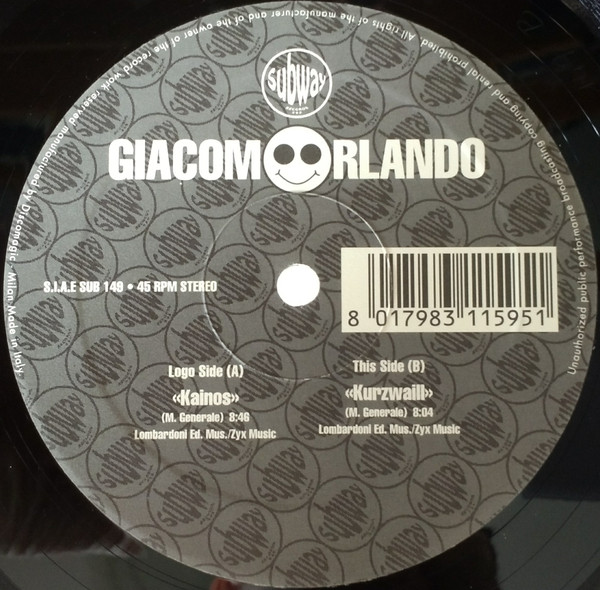 All rights of the manufacturer and of the owner of the record work reserved manufactured by Discomagic - Milan Made in Italy.
Unauthorized public performance broadcasting copying and rental prohibited.
subway
RECORDS
GIACOMO ORLANDO
S.I.A.E SUB 149 • 45 RPM STEREO
8 017983 115951
Logo Side (A)
«Kainos»
(M. Generale) 8:46
Lombardoni Ed. Mus./Zyx Music
This Side (B)
«Kurzwaill»
(M. Generale) 8:04
Lombardoni Ed. Mus./Zyx Music